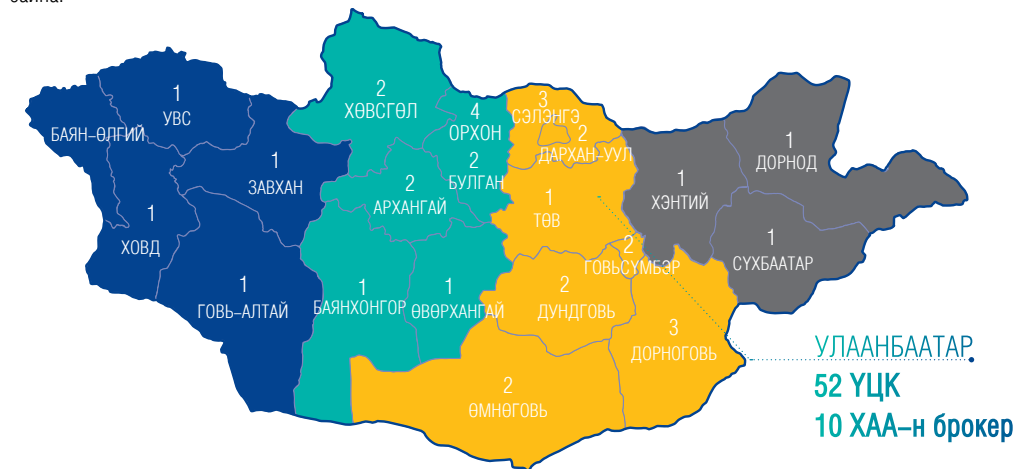 байна.
2
ХӨВСГӨЛ
1
УВС
БАЯН-ӨЛГИЙ
1
ЗАВХАН
1
ХОВД
1
ГОВЬ-АЛТАЙ
4
ОРХОН
2
БУЛГАН
2
АРХАНГАЙ
1
БАЯНХОНГОР
1
ӨВӨРХАНГАЙ
3
СЭЛЭНГЭ
2
ДАРХАН-УУЛ
1
ТӨВ
2
ГОВЬСҮМБЭР
2
ДУНДГОВЬ
3
ДОРНОГОВЬ
2
ӨМНӨГОВЬ
1
ХЭНТИЙ
1
ДОРНОД
1
СҮХБААТАР
УЛААНБААТАР
52 ҮЦК
10 ХАА-н брокер